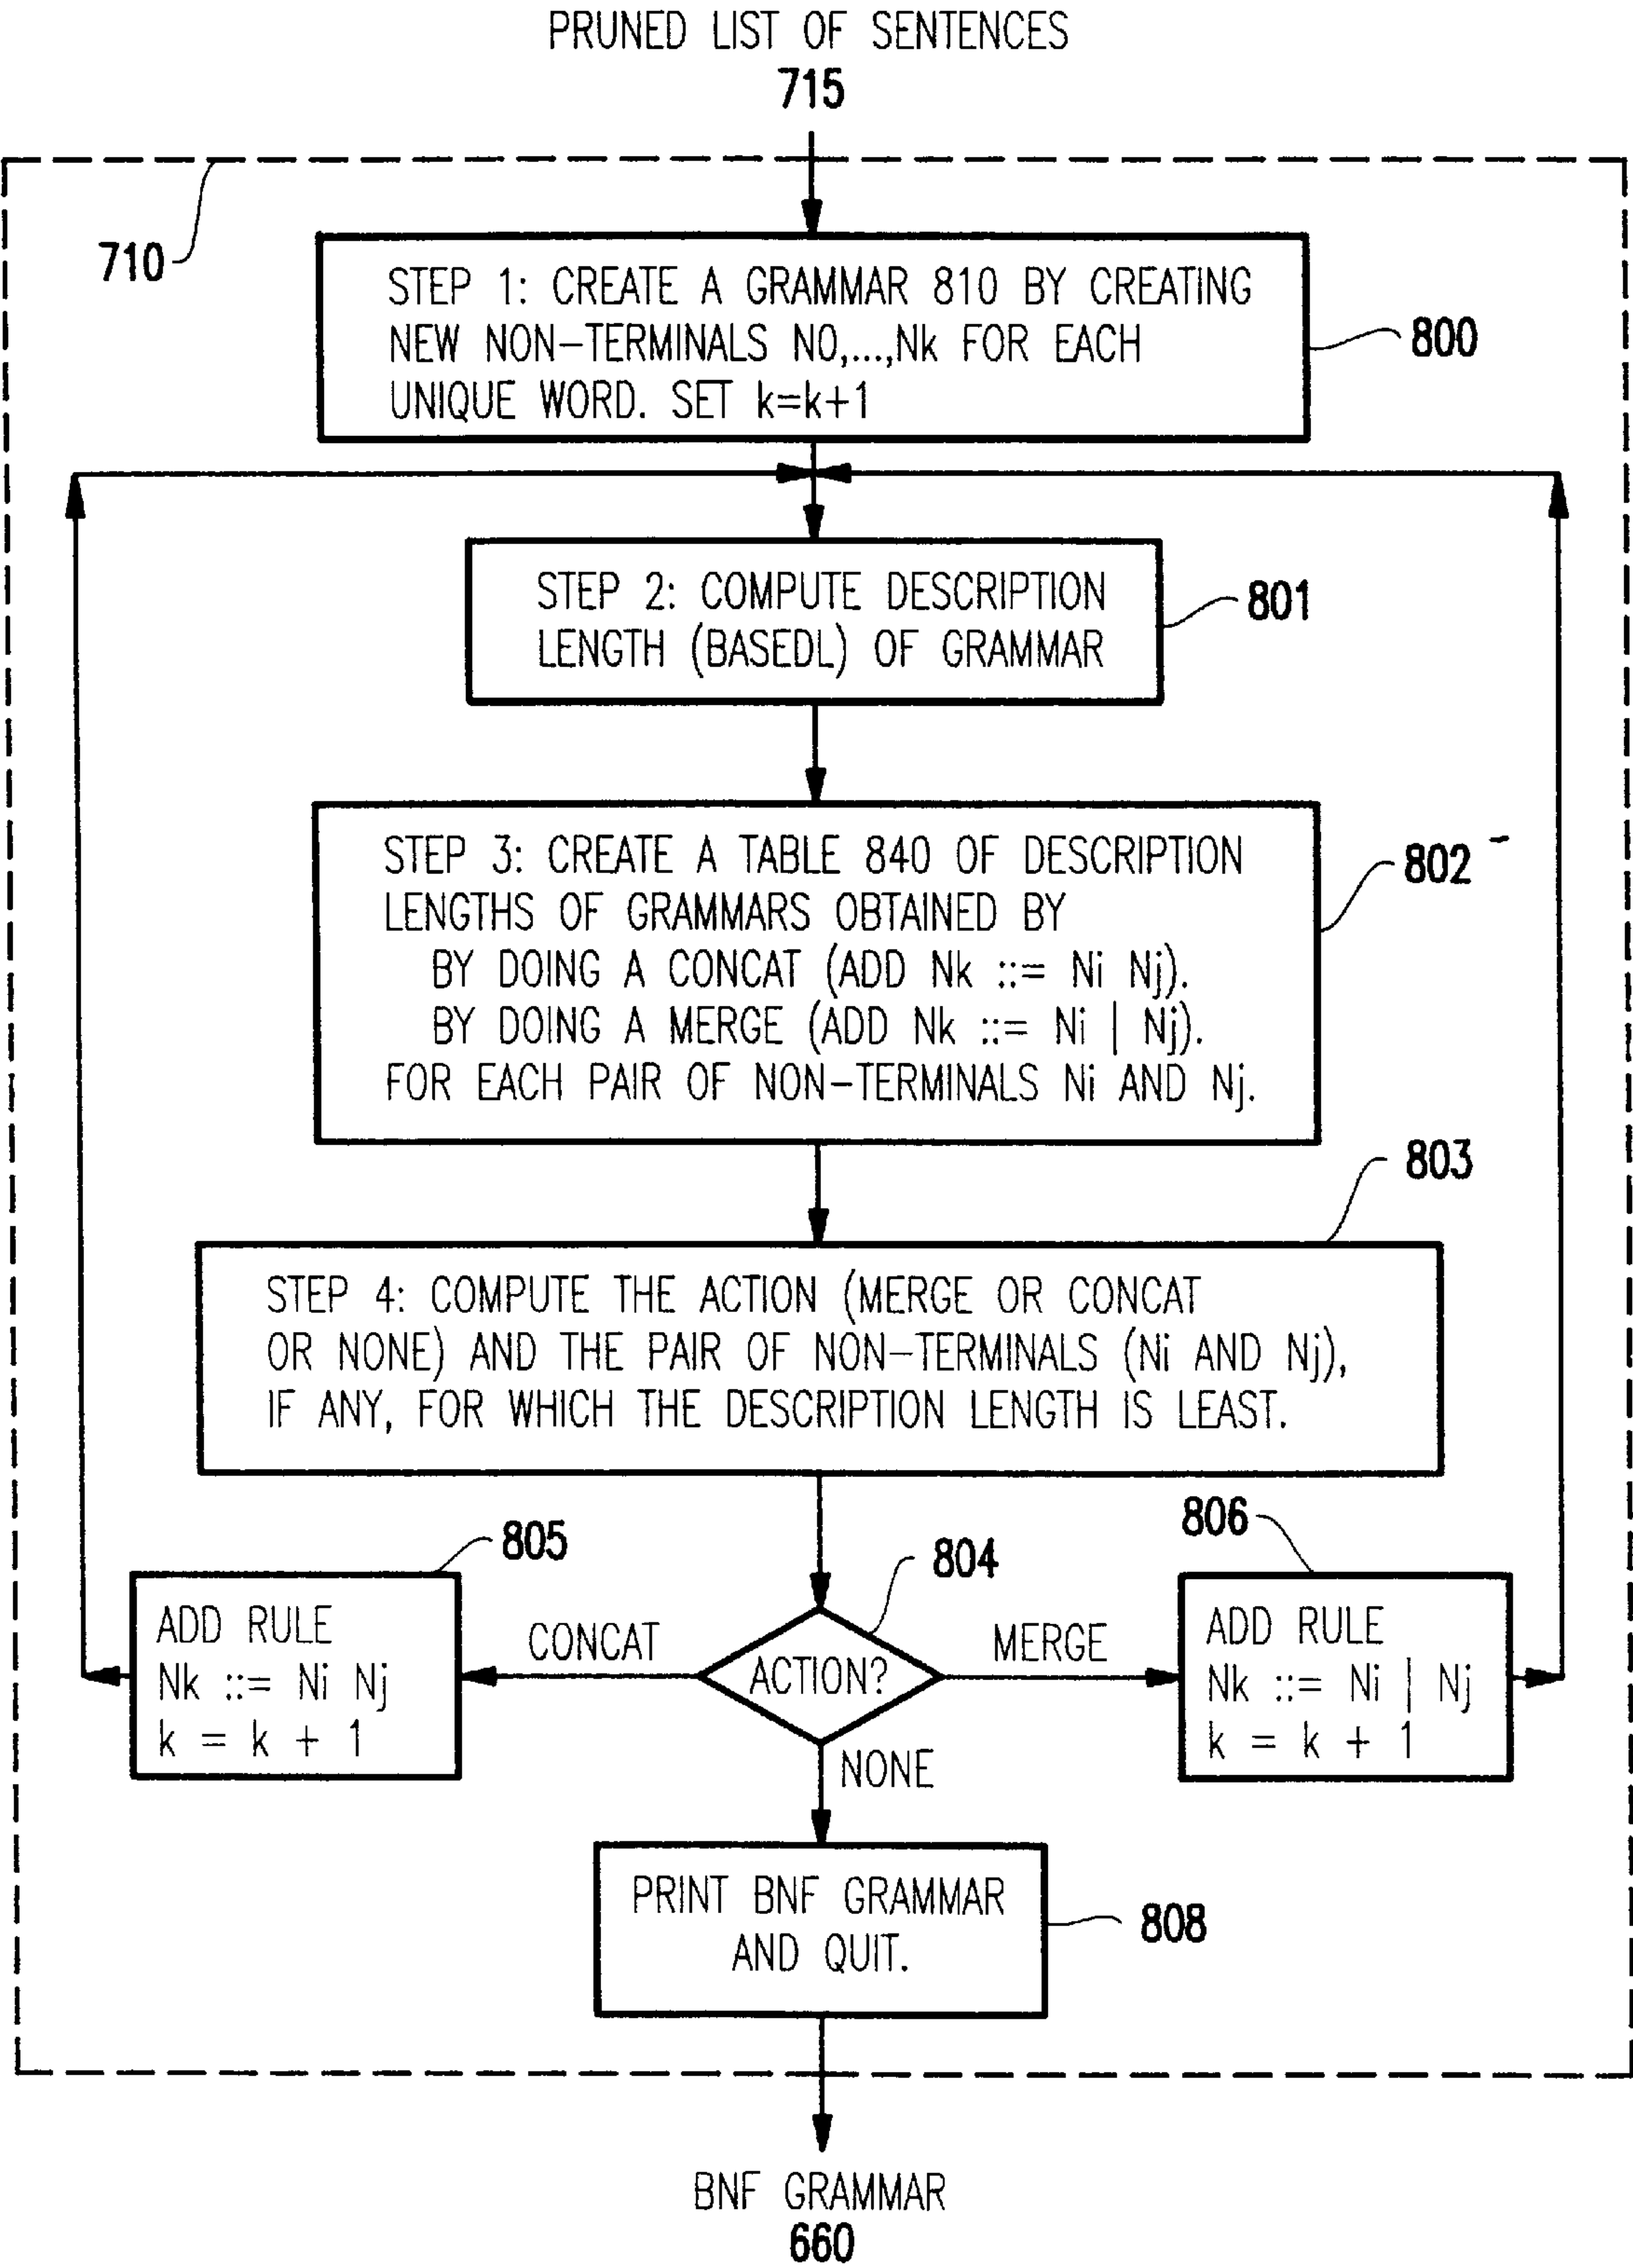 PRUNED LIST OF SENTENCES
715
710
STEP 1: CREATE A GRAMMAR 810 BY CREATING
NEW NON-TERMINALS N0,...,Nk FOR EACH
UNIQUE WORD. SET k=k+1
800
STEP 2: COMPUTE DESCRIPTION
LENGTH (BASEDL) OF GRAMMAR
801
STEP 3: CREATE A TABLE 840 OF DESCRIPTION
LENGTHS OF GRAMMARS OBTAINED BY
BY DOING A CONCAT (ADD Nk ::= Ni Nj).
BY DOING A MERGE (ADD Nk ::= Ni | Nj).
FOR EACH PAIR OF NON-TERMINALS Ni AND Nj.
802
803
STEP 4: COMPUTE THE ACTION (MERGE OR CONCAT
OR NONE) AND THE PAIR OF NON-TERMINALS (Ni AND Nj),
IF ANY, FOR WHICH THE DESCRIPTION LENGTH IS LEAST.
805
ADD RULE
Nk ::= Ni Nj
k = k + 1
CONCAT
804
ACTION?
MERGE
806
ADD RULE
Nk ::= Ni | Nj
k = k + 1
NONE
PRINT BNF GRAMMAR
AND QUIT.
808
BNF GRAMMAR
660